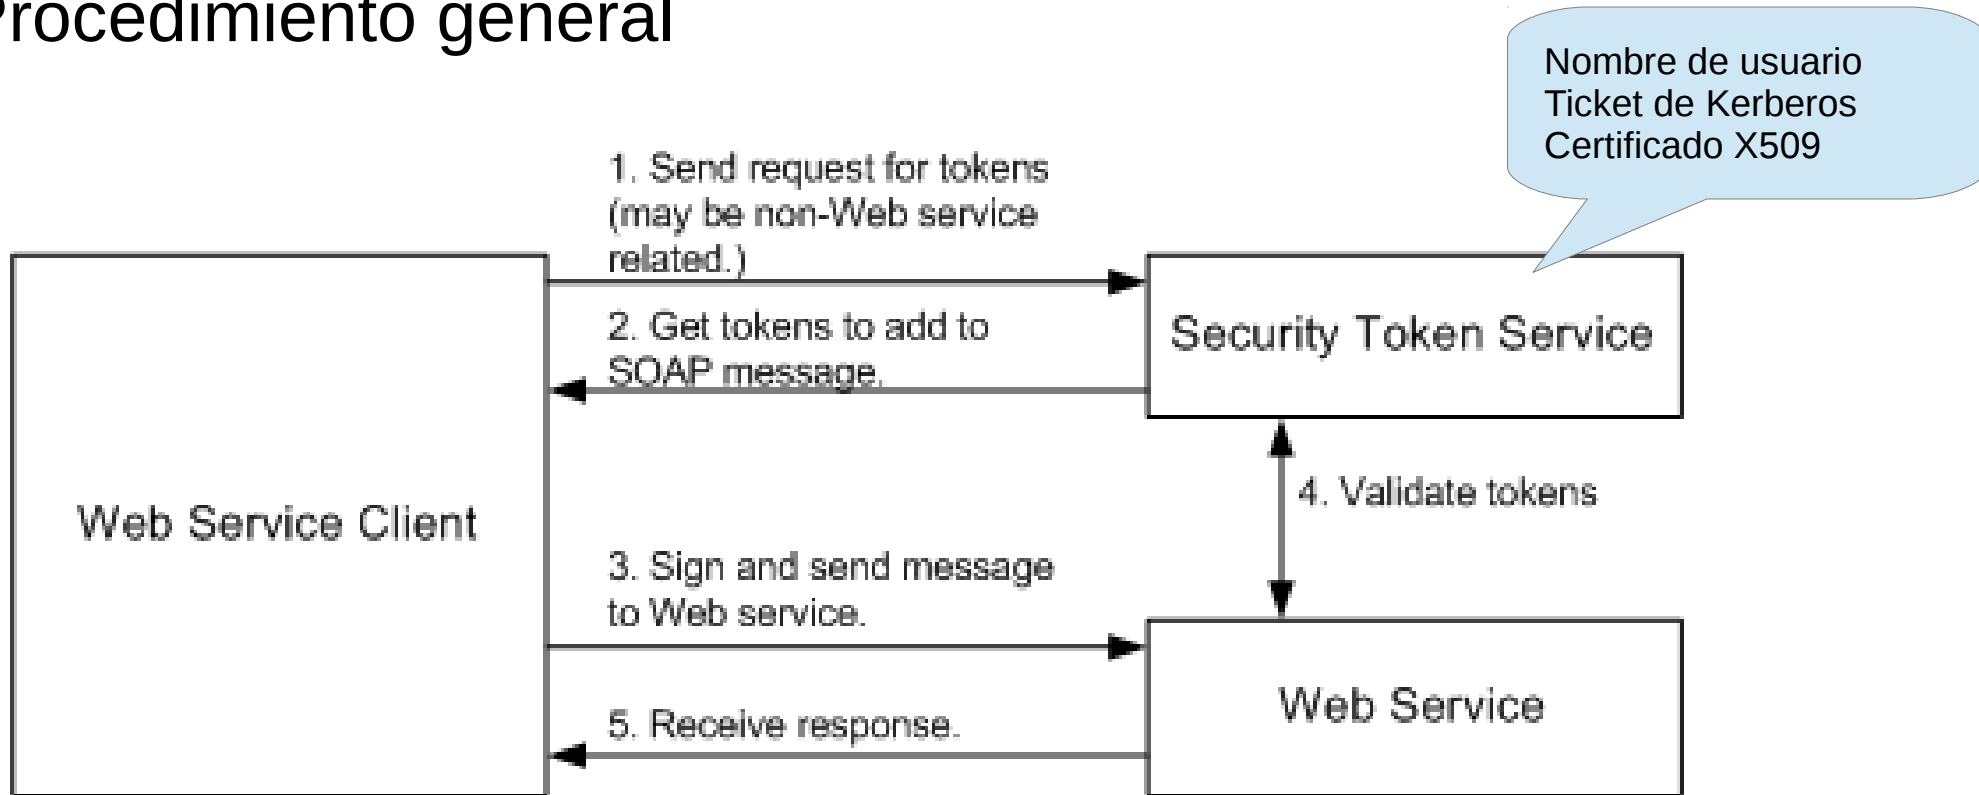 Procedimiento general
Nombre de usuario
Ticket de Kerberos
Certificado X509
1. Send request for tokens
(may be non-Web service
related.)
2. Get tokens to add to
SOAP message.
Security Token Service
4. Validate tokens
Web Service Client
3. Sign and send message
to Web service.
Web Service
5. Receive response.